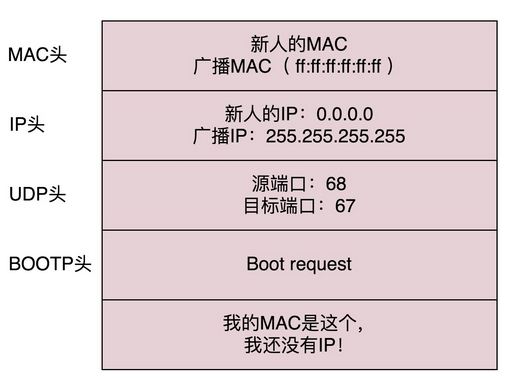 MAC头
新人的MAC
广播MAC（ff:ff:ff:ff:ff:ff）
IP头
新人的IP：0.0.0.0
广播IP：255.255.255.255
UDP头
源端口：68
目标端口：67
BOOTP头
Boot request
我的MAC是这个，
我还没有IP！